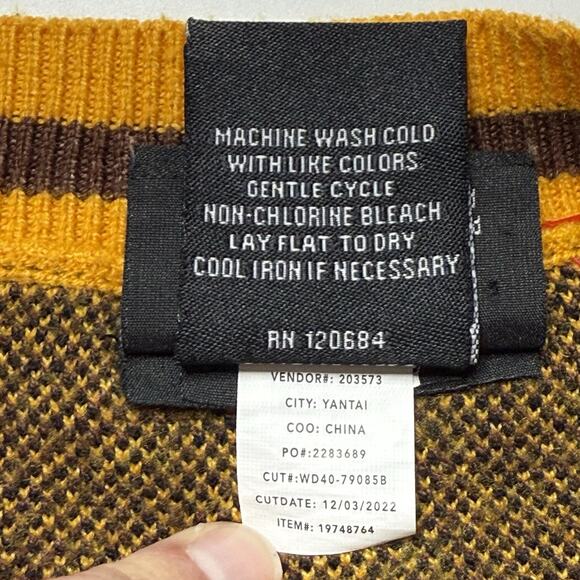 MACHINE WASH COLD
WITH LIKE COLORS
GENTLE CYCLE
NON-CHLORINE BLEACH
LAY FLAT TO DRY
COOL IRON IF NECESSARY
RN 120684
VENDOR#: 203573
CITY: YANTAI
COO: CHINA
PO#:2283689
CUT#:WD40-79085B
CUTDATE: 12/03/2022
ITEM#: 19748764